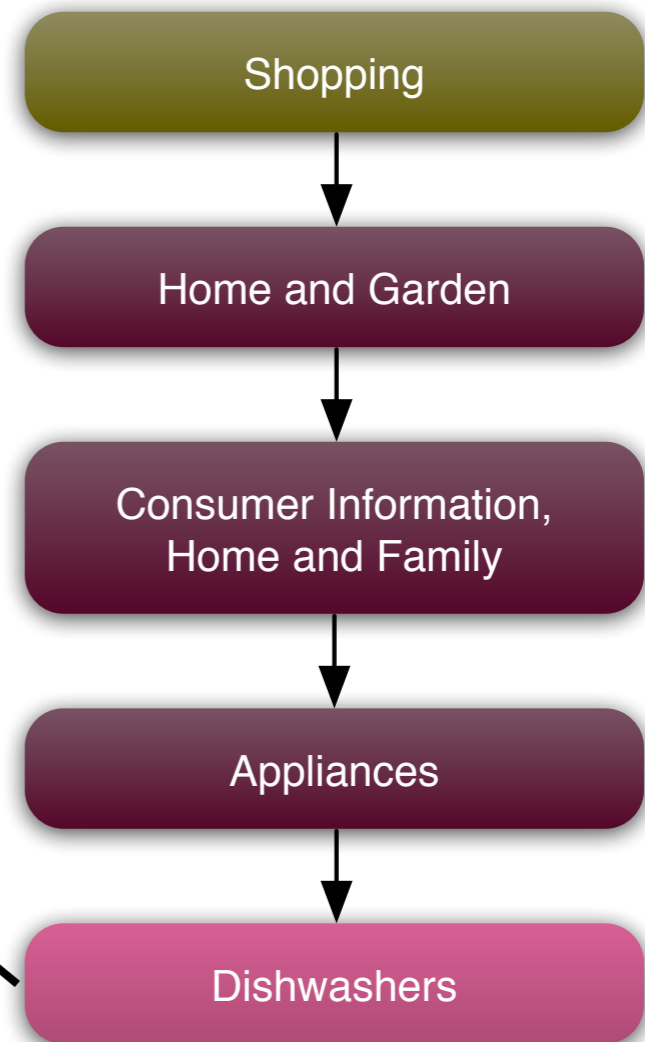 Shopping
Home and Garden
Consumer Information,
Home and Family
Appliances
Dishwashers